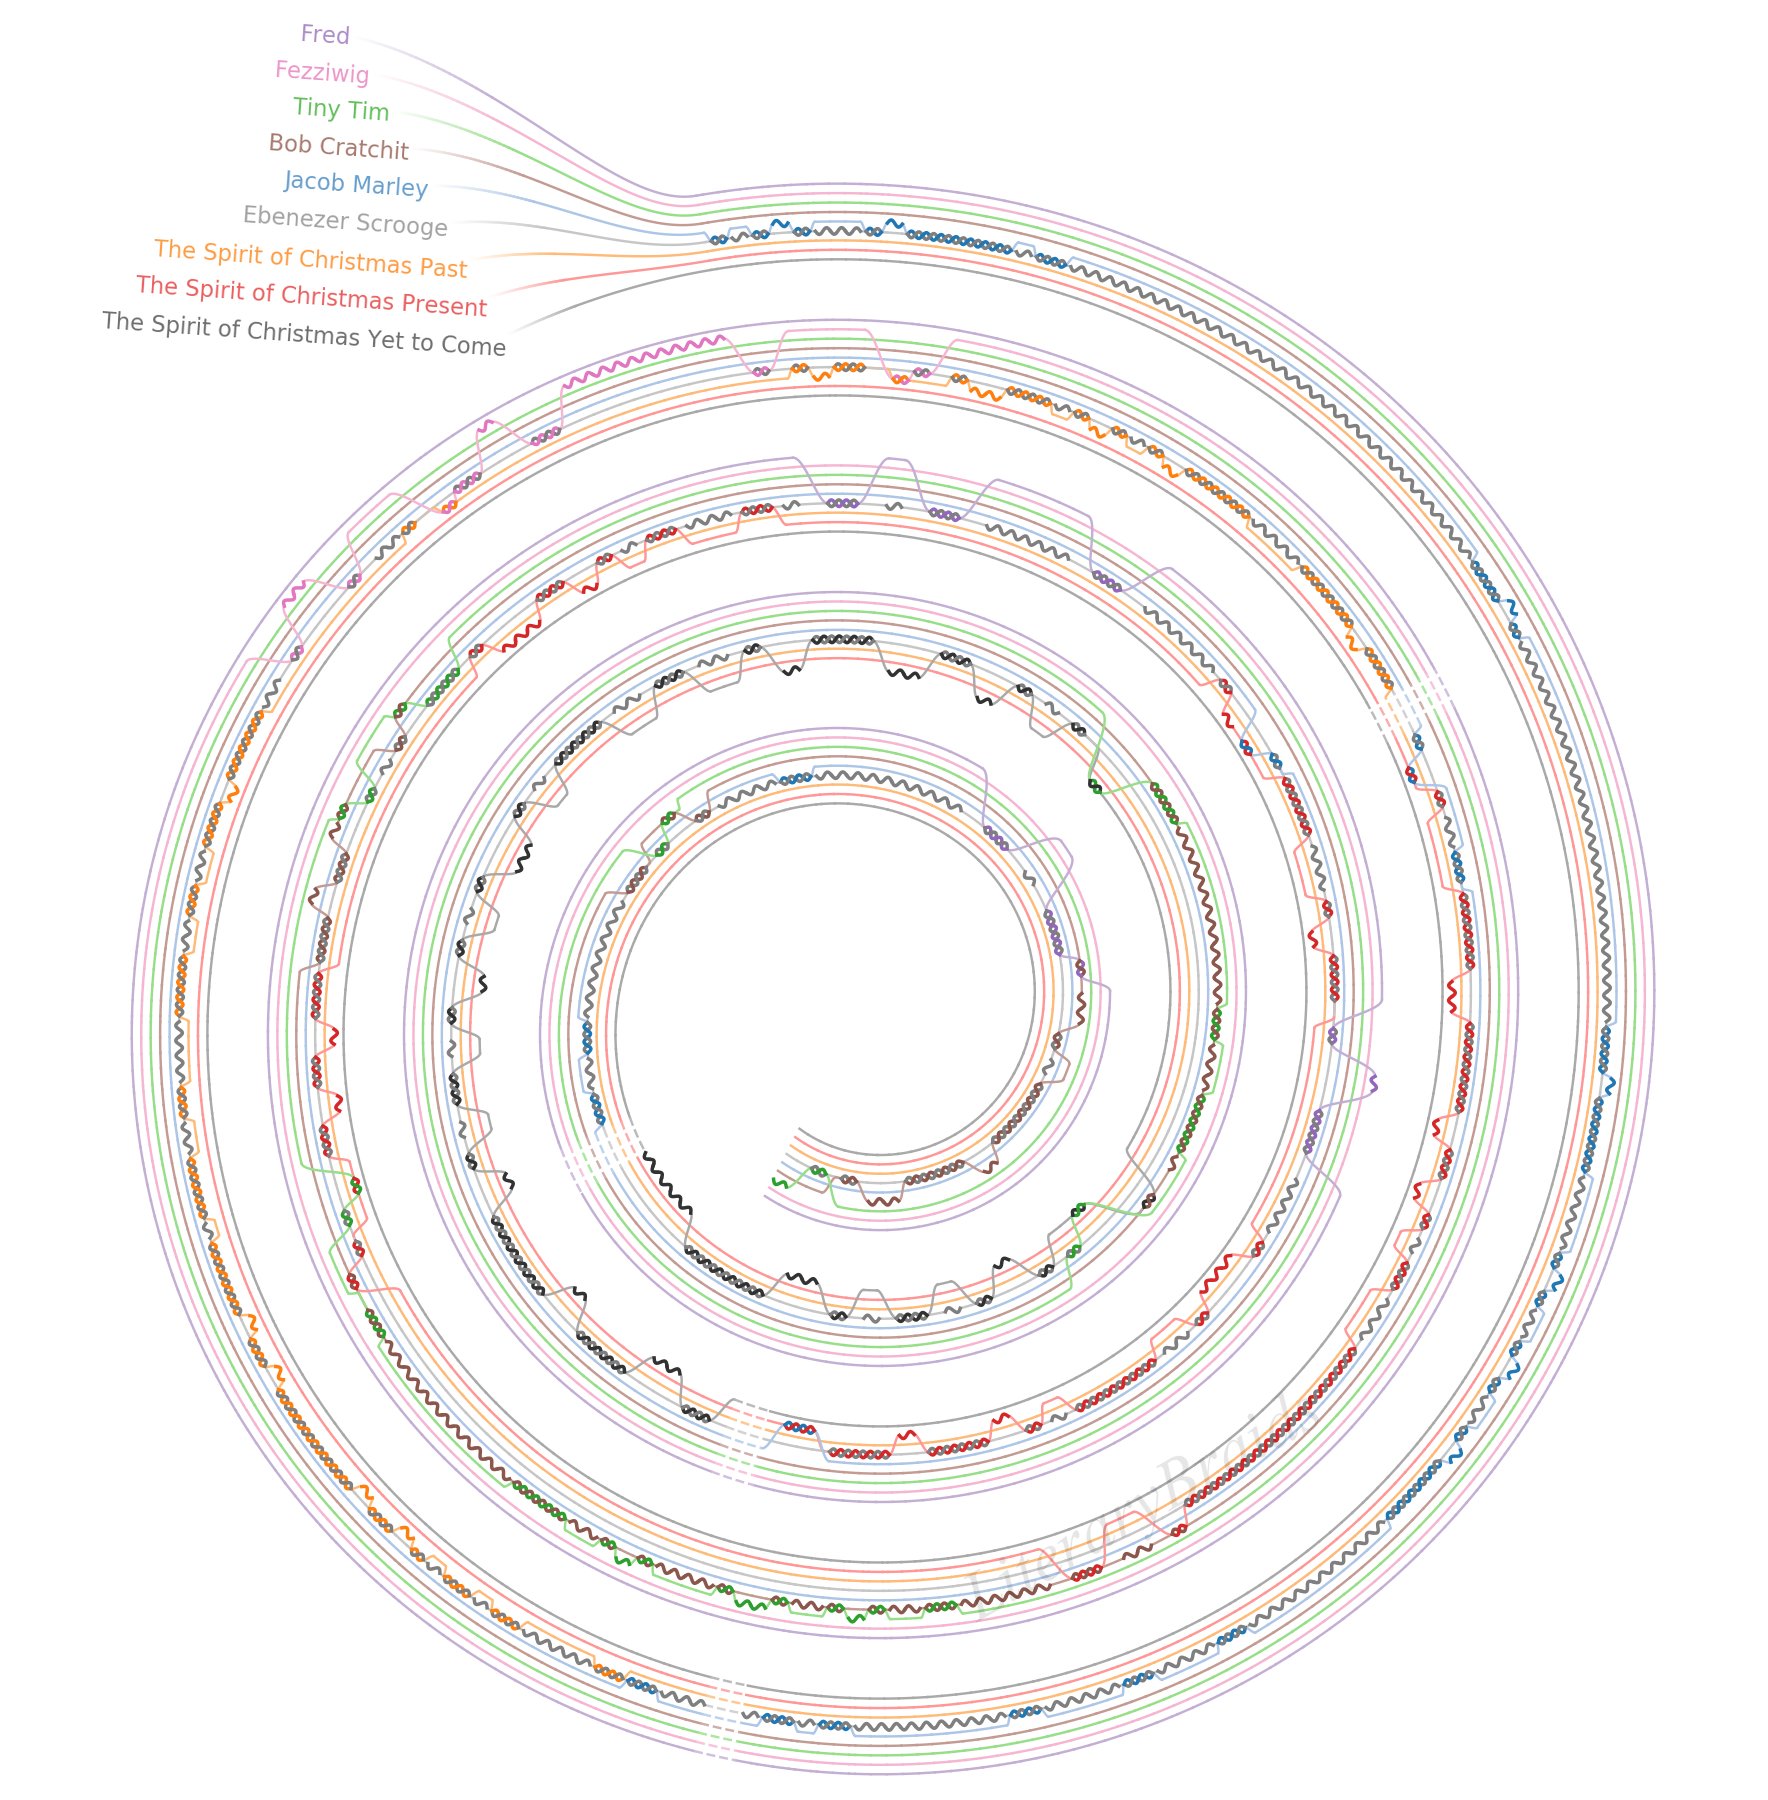 Fred
Fezziwig
Tiny Tim
Bob Cratchit
Jacob Marley
Ebenezer Scrooge
The Spirit of Christmas Past
The Spirit of Christmas Present
The Spirit of Christmas Yet to Come
LiteraryBraid